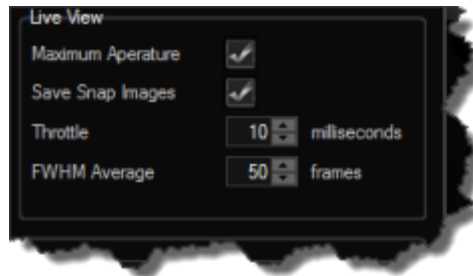 Live View
Maximum Aperature
Save Snap Images
Throttle 10 milliseconds
FWHM Average 50 frames